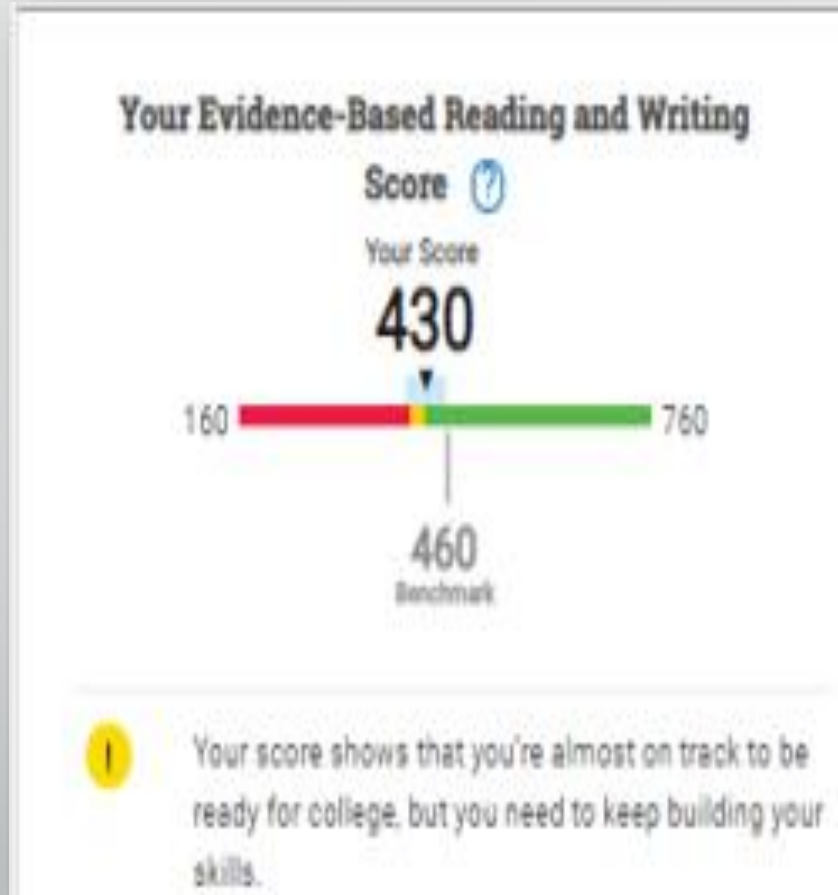 Your Evidence-Based Reading and Writing
Score ?
Your Score
430
160 760
460
Benchmark
! Your score shows that you're almost on track to be
ready for college, but you need to keep building your
skills.